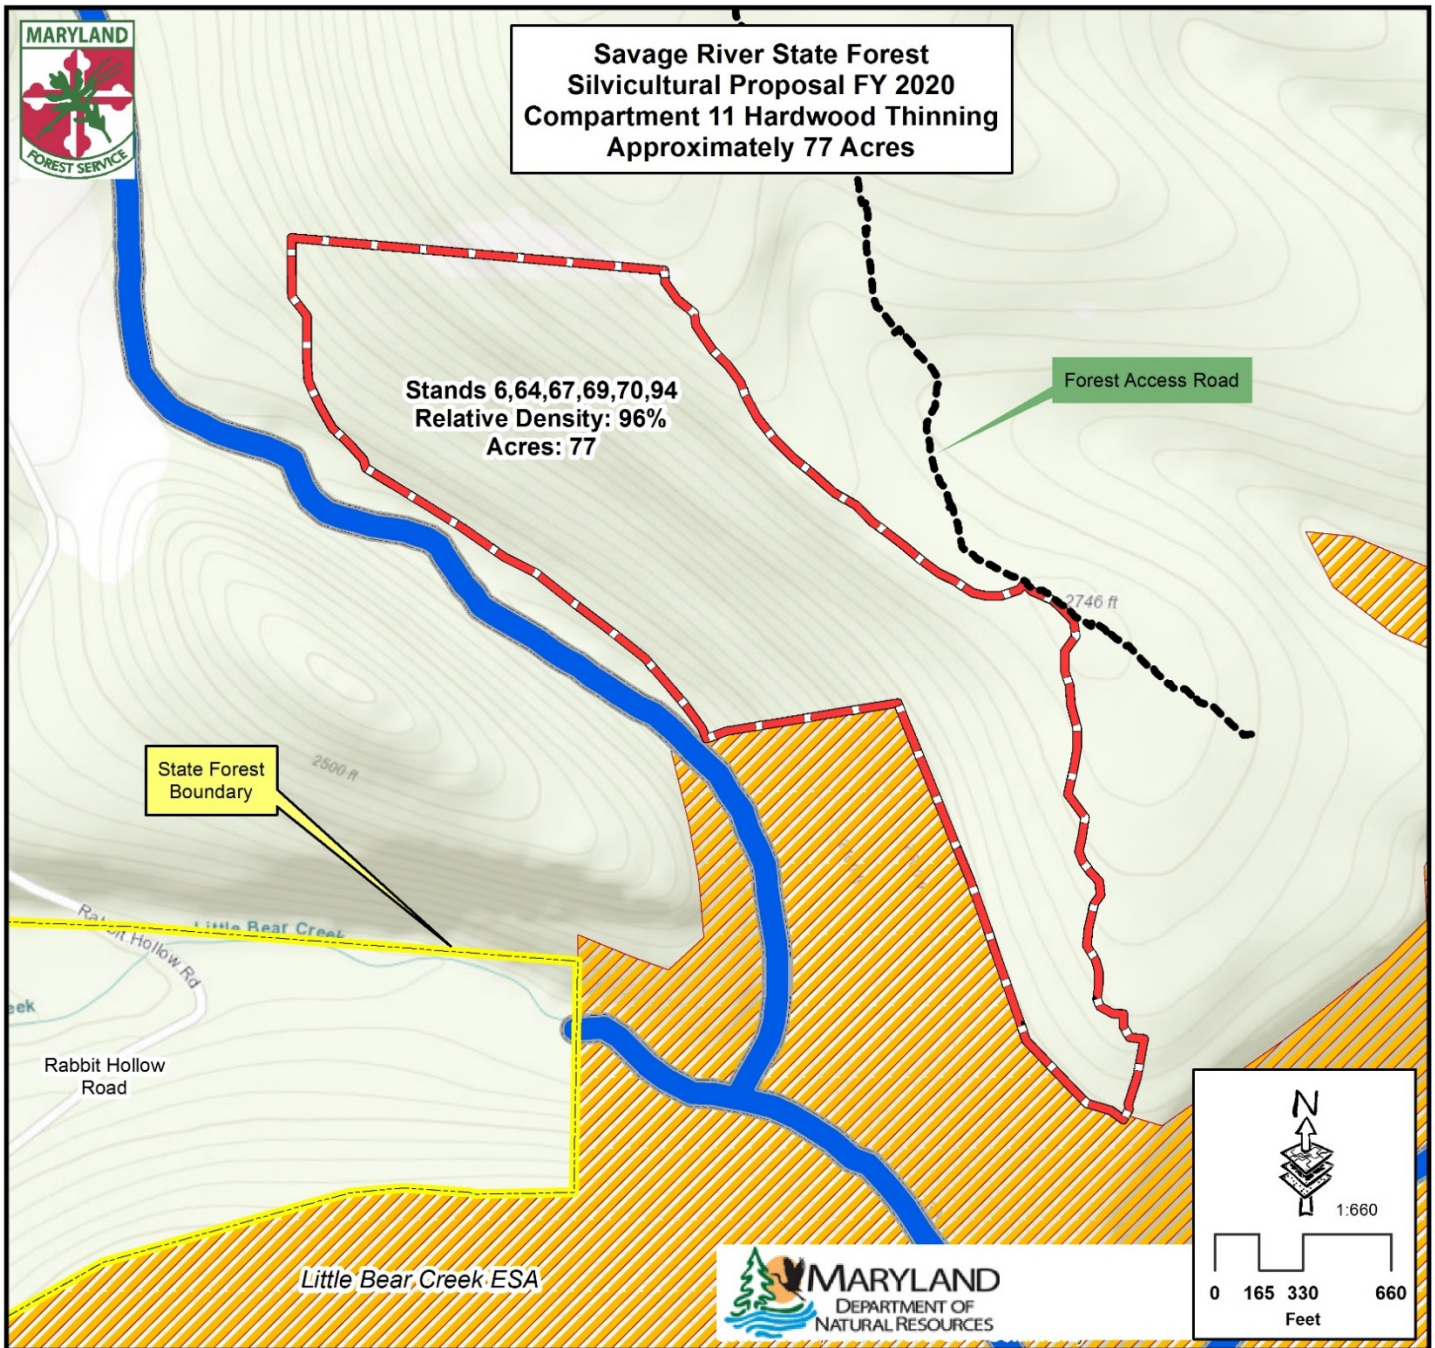 MARYLAND
FOREST SERVICE
Savage River State Forest
Silvicultural Proposal FY 2020
Compartment 11 Hardwood Thinning
Approximately 77 Acres
Forest Access Road
Stands 6,64,67,69,70,94
Relative Density: 96%
Acres: 77
2746 ft
2500 ft
State Forest
Boundary
Little Bear Creek
Rabbit Hollow Rd
eek
Rabbit Hollow
Road
Little Bear Creek ESA
MARYLAND
DEPARTMENT OF
NATURAL RESOURCES
N
1:660
0 165 330 660
Feet